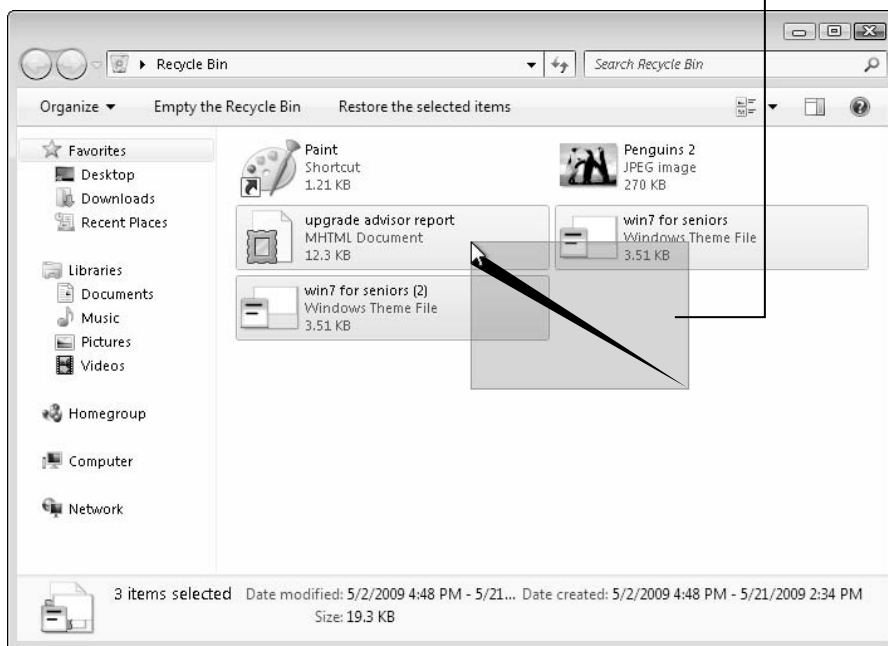 Recycle Bin
Search Recycle Bin
Organize
Empty the Recycle Bin
Restore the selected items
Favorites
Desktop
Downloads
Recent Places
Libraries
Documents
Music
Pictures
Videos
Homegroup
Computer
Network
Paint
Shortcut
1.21 KB
Penguins 2
JPEG image
270 KB
upgrade advisor report
MHTML Document
12.3 KB
win7 for seniors
Windows Theme File
3.51 KB
win7 for seniors (2)
Windows Theme File
3.51 KB
3 items selected
Date modified: 5/2/2009 4:48 PM - 5/21...
Date created: 5/2/2009 4:48 PM - 5/21/2009 2:34 PM
Size: 19.3 KB